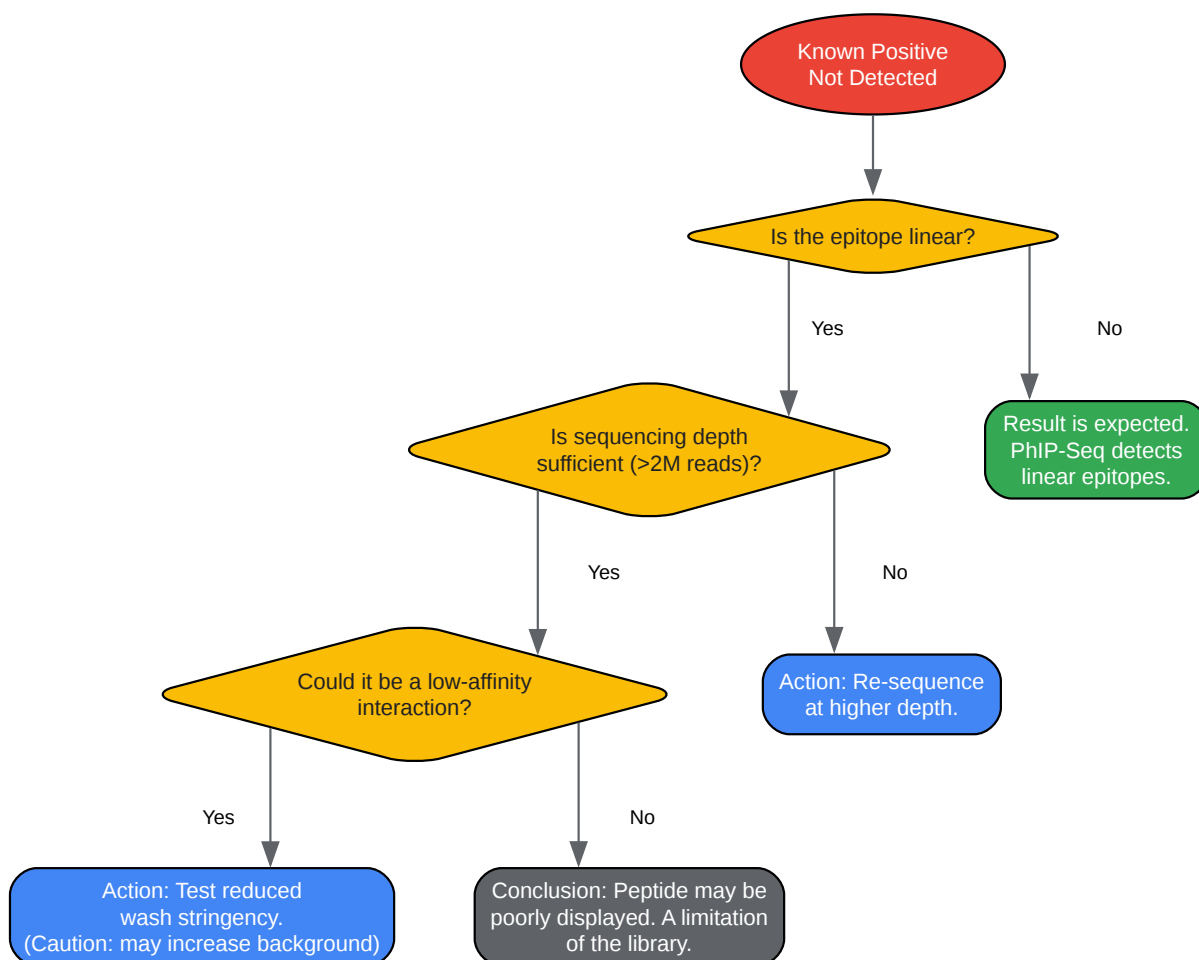 Known Positive
Not Detected
Is the epitope linear?
Yes
No
Result is expected.
PhIP-Seq detects
linear epitopes.
Is sequencing depth
sufficient (>2M reads)?
Yes
No
Action: Re-sequence
at higher depth.
Could it be a low-affinity
interaction?
Yes
No
Action: Test reduced
wash stringency.
(Caution: may increase background)
Conclusion: Peptide may be
poorly displayed. A limitation
of the library.